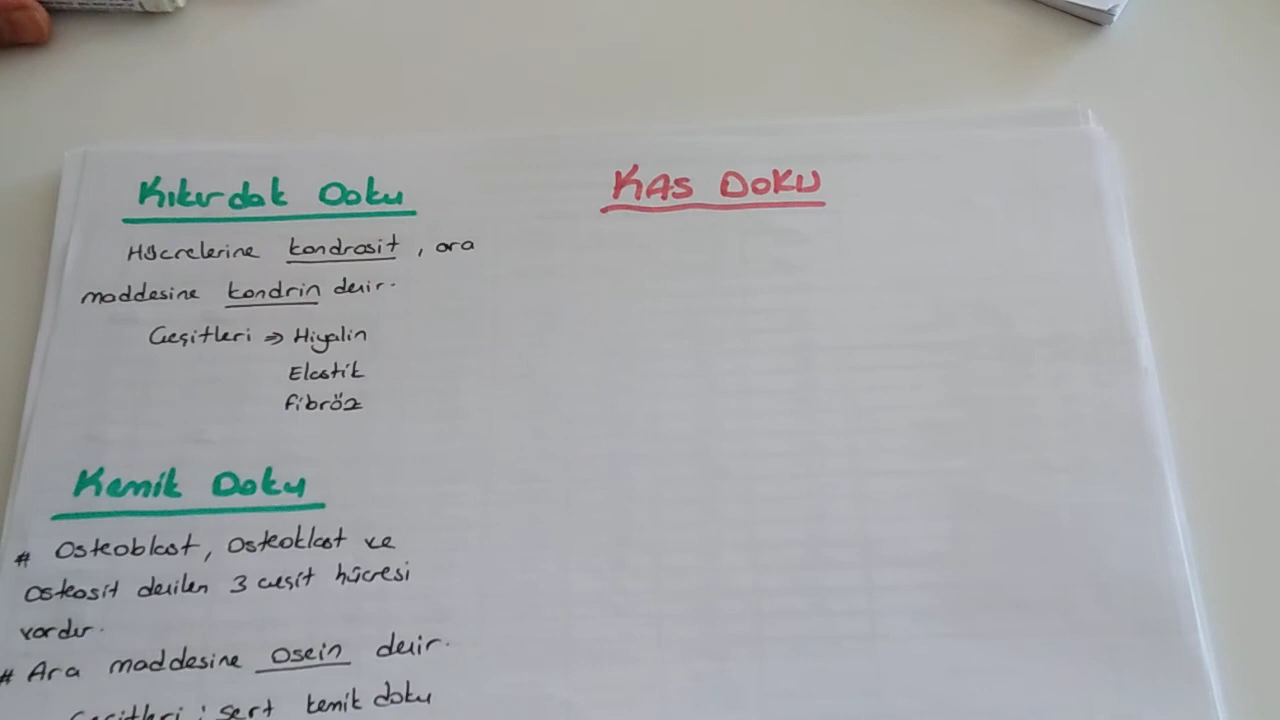 Kıkırdak Doku
Hücrelerine kondrosit, ara
maddesine kondrin denir.
Çeşitleri ⇒ Hiyalin
Elastik
Fibröz
Kemik Doku
# Osteoblast, Osteoklast ve
Osteosit denilen 3 çeşit hücresi
vardır.
# Ara maddesine osein denir.
Çeşitleri : sert kemik doku
KAS DOKU